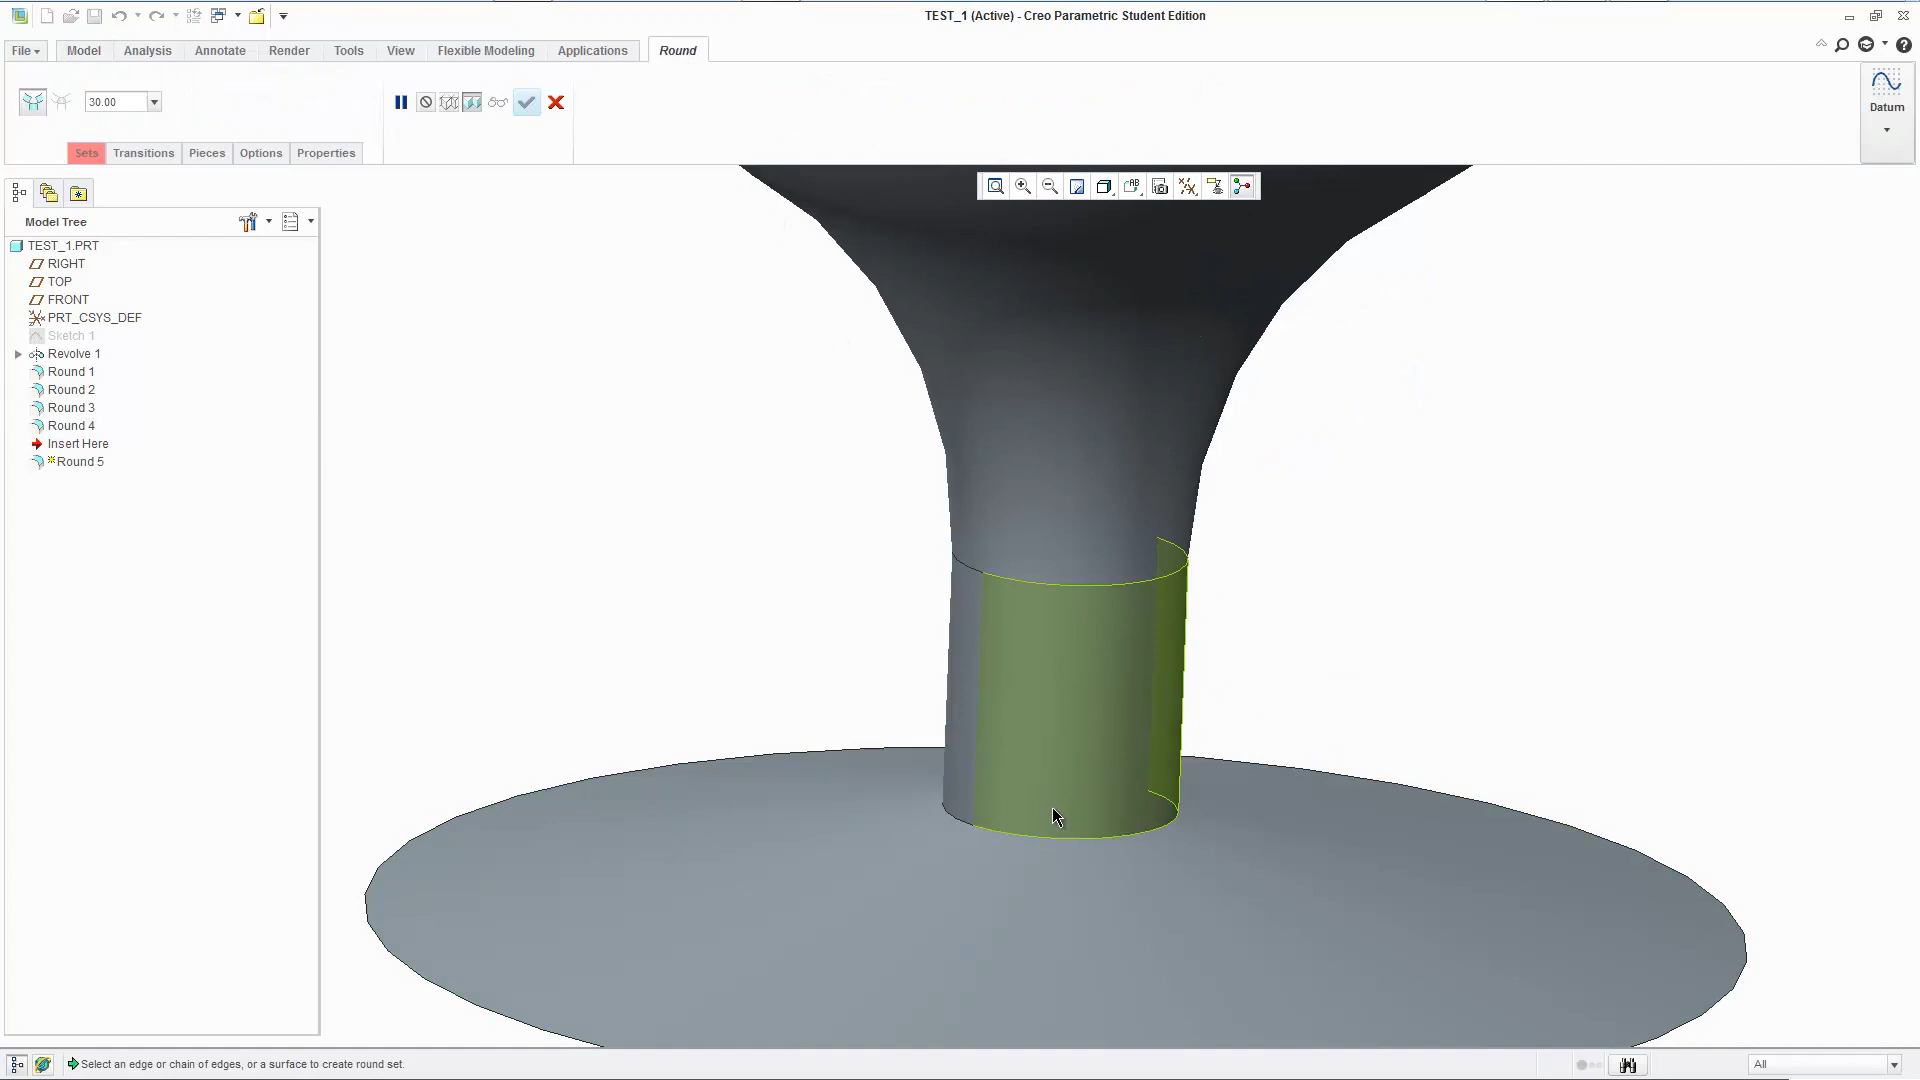 TEST_1 (Active) - Creo Parametric Student Edition
File Model Analysis Annotate Render Tools View Flexible Modeling Applications Round
30.00
Datum
Sets Transitions Pieces Options Properties
Model Tree
TEST_1.PRT
RIGHT
TOP
FRONT
PRT_CSYS_DEF
Sketch 1
Revolve 1
Round 1
Round 2
Round 3
Round 4
Insert Here
Round 5
Select an edge or chain of edges, or a surface to create round set.
All